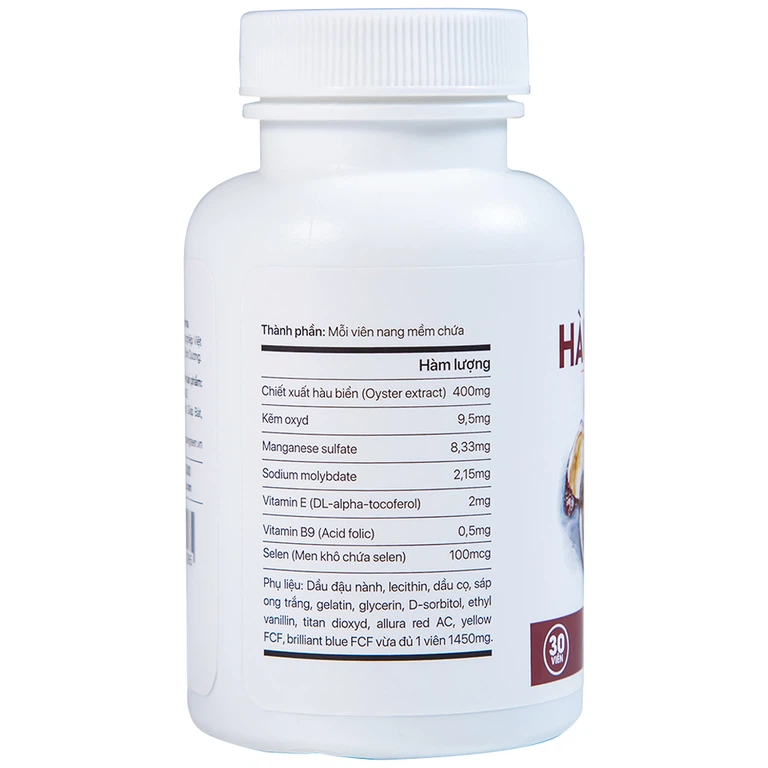 Thành phần: Mỗi viên nang mềm chứa
Hàm lượng
Chiết xuất hàu biển (Oyster extract) 400mg
Kẽm oxyd 9,5mg
Manganese sulfate 8,33mg
Sodium molybdate 2,15mg
Vitamin E (DL-alpha-tocoferol) 2mg
Vitamin B9 (Acid folic) 0,5mg
Selen (Men khô chứa selen) 100mcg
Phụ liệu: Dầu đậu nành, lecithin, dầu cọ, sáp
ong trắng, gelatin, glycerin, D-sorbitol, ethyl
vanillin, titan dioxyd, allura red AC, yellow
FCF, brilliant blue FCF vừa đủ 1 viên 1450mg.
HÀ
30
VIÊN